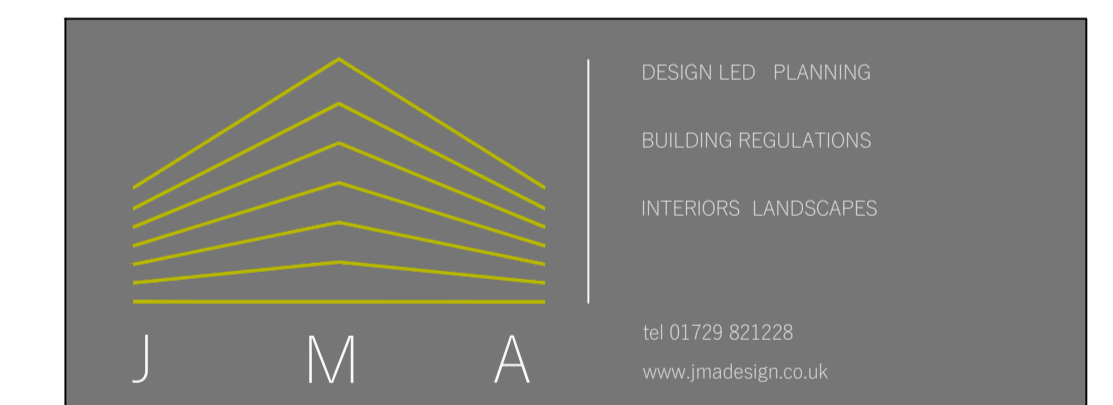 J M A
DESIGN LED PLANNING
BUILDING REGULATIONS
INTERIORS LANDSCAPES
tel 01729 821228
www.jmadesign.co.uk